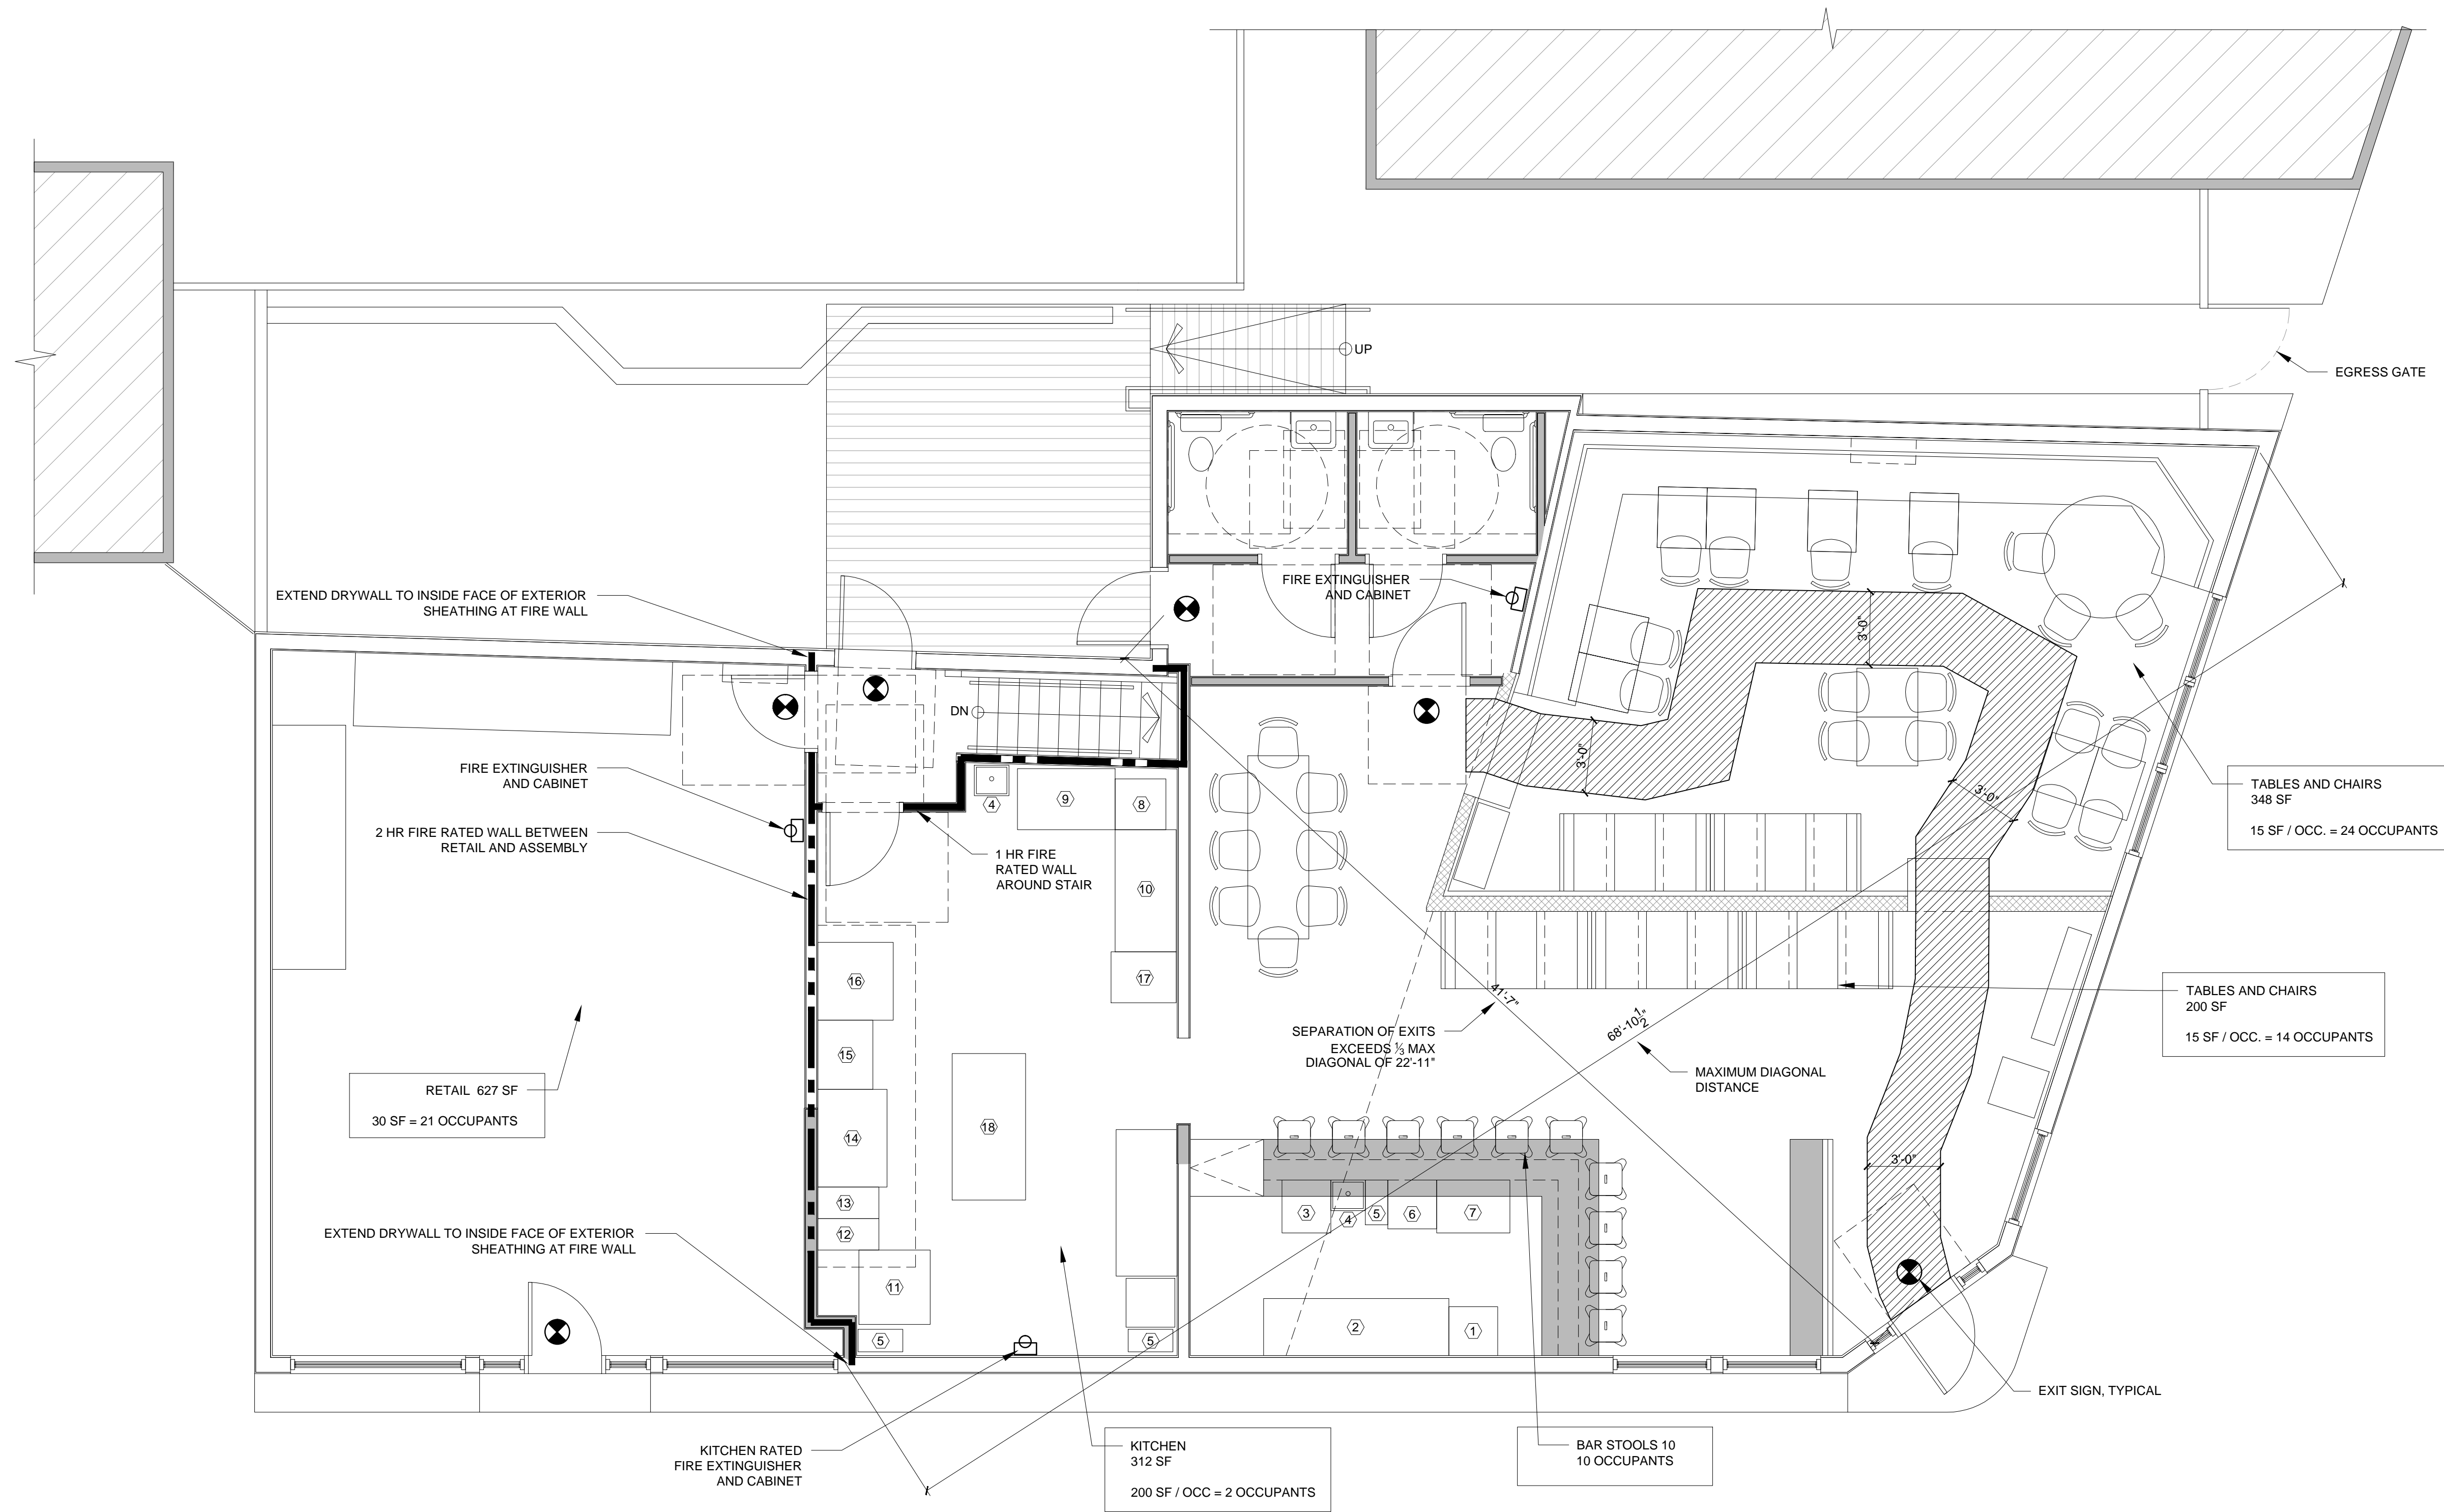 UP
EGRESS GATE
EXTEND DRYWALL TO INSIDE FACE OF EXTERIOR
SHEATHING AT FIRE WALL
FIRE EXTINGUISHER
AND CABINET
3'-0"
DN
3'-0"
FIRE EXTINGUISHER
AND CABINET
4
9
8
3'-0"
TABLES AND CHAIRS
348 SF
15 SF / OCC. = 24 OCCUPANTS
2 HR FIRE RATED WALL BETWEEN
RETAIL AND ASSEMBLY
1 HR FIRE
RATED WALL
AROUND STAIR
10
16
17
41'-7"
TABLES AND CHAIRS
200 SF
15 SF / OCC. = 14 OCCUPANTS
SEPARATION OF EXITS
EXCEEDS ⅓ MAX
DIAGONAL OF 22'-11"
68'-10½"
15
MAXIMUM DIAGONAL
DISTANCE
RETAIL 627 SF
30 SF = 21 OCCUPANTS
14
18
3'-0"
13
3
4
5
6
7
EXTEND DRYWALL TO INSIDE FACE OF EXTERIOR
SHEATHING AT FIRE WALL
12
11
2
1
5
5
EXIT SIGN, TYPICAL
KITCHEN RATED
FIRE EXTINGUISHER
AND CABINET
KITCHEN
312 SF
200 SF / OCC = 2 OCCUPANTS
BAR STOOLS 10
10 OCCUPANTS